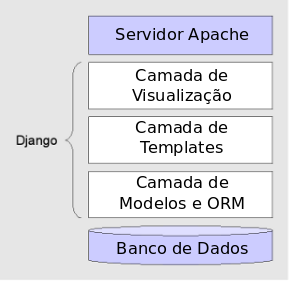 Servidor Apache
Camada de
Visualização
Django
Camada de
Templates
Camada de
Modelos e ORM
Banco de Dados